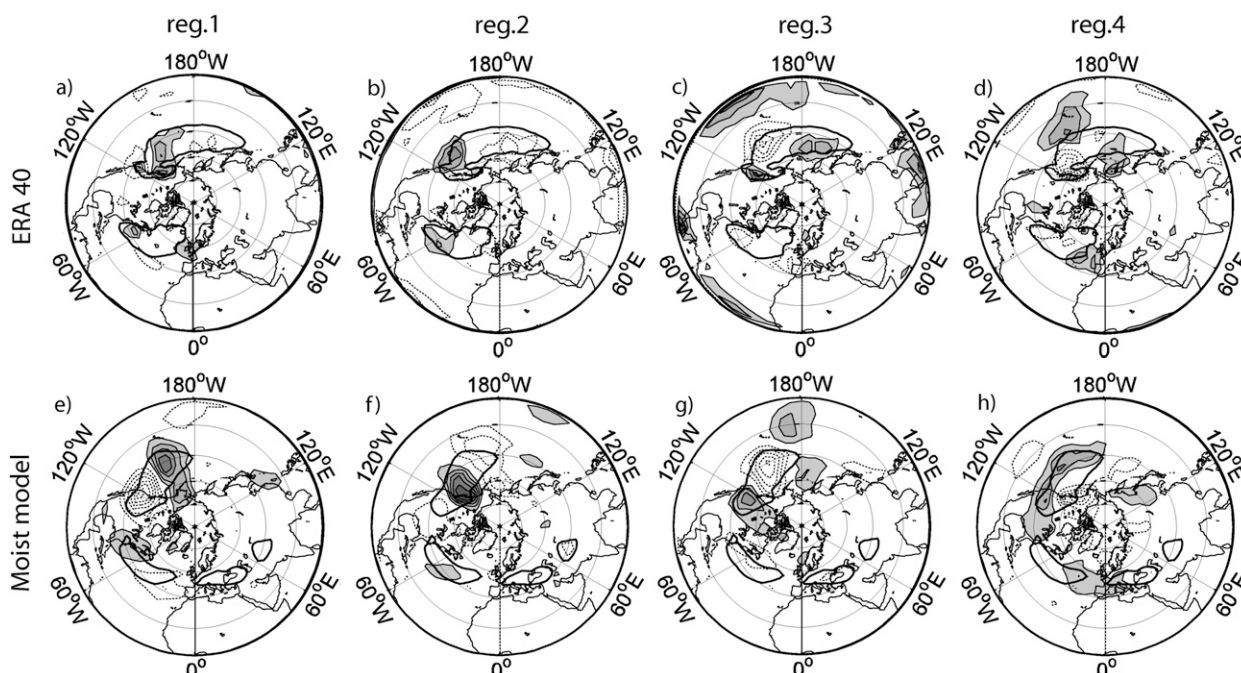 reg.1 reg.2 reg.3 reg.4
ERA 40
a) 180°W 120°W 120°E 60°W 60°E 0°
b) 180°W 120°W 120°E 60°W 60°E 0°
c) 180°W 120°W 120°E 60°W 60°E 0°
d) 180°W 120°W 120°E 60°W 60°E 0°
Moist model
e) 180°W 120°W 120°E 60°W 60°E 0°
f) 180°W 120°W 120°E 60°W 60°E 0°
g) 180°W 120°W 120°E 60°W 60°E 0°
h) 180°W 120°W 120°E 60°W 60°E 0°